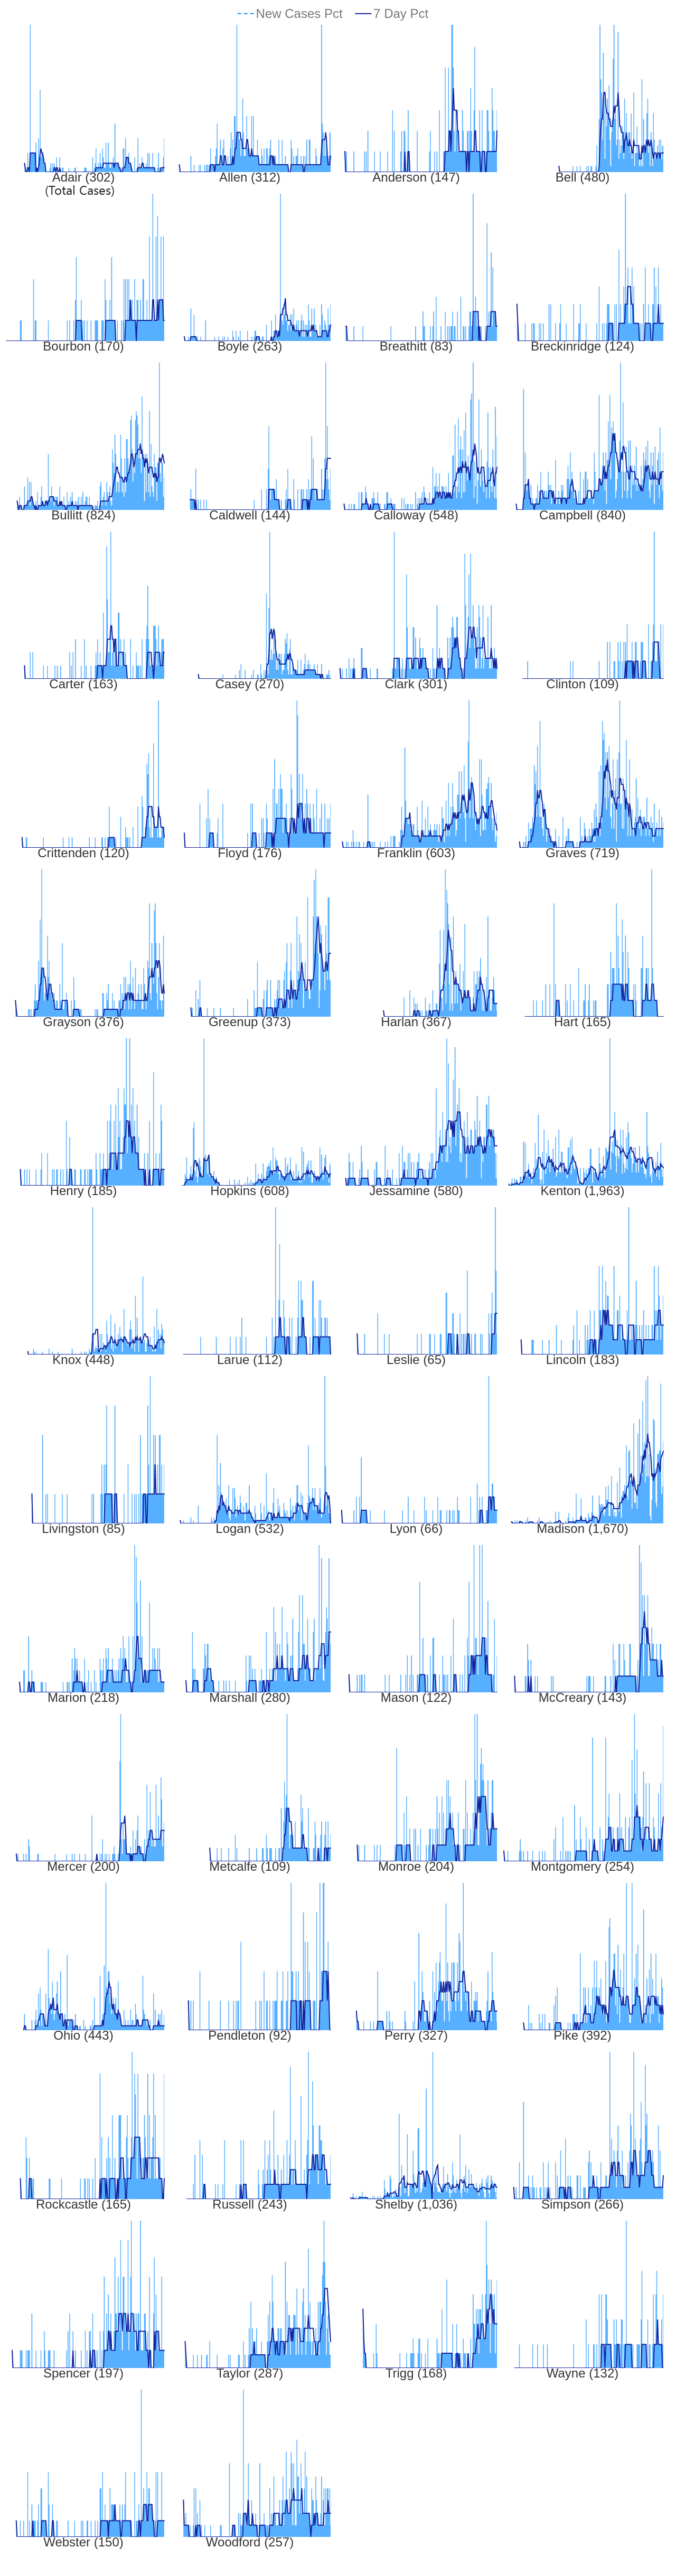 New Cases Pct 7 Day Pct
Adair (302) Allen (312) Anderson (147) Bell (480)
(Total Cases)
Bourbon (170) Boyle (263) Breathitt (83) Breckinridge (124)
Bullitt (824) Caldwell (144) Calloway (548) Campbell (840)
Carter (163) Casey (270) Clark (301) Clinton (109)
Crittenden (120) Floyd (176) Franklin (603) Graves (719)
Grayson (376) Greenup (373) Harlan (367) Hart (165)
Henry (185) Hopkins (608) Jessamine (580) Kenton (1,963)
Knox (448) Larue (112) Leslie (65) Lincoln (183)
Livingston (85) Logan (532) Lyon (66) Madison (1,670)
Marion (218) Marshall (280) Mason (122) McCreary (143)
Mercer (200) Metcalfe (109) Monroe (204) Montgomery (254)
Ohio (443) Pendleton (92) Perry (327) Pike (392)
Rockcastle (165) Russell (243) Shelby (1,036) Simpson (266)
Spencer (197) Taylor (287) Trigg (168) Wayne (132)
Webster (150) Woodford (257)